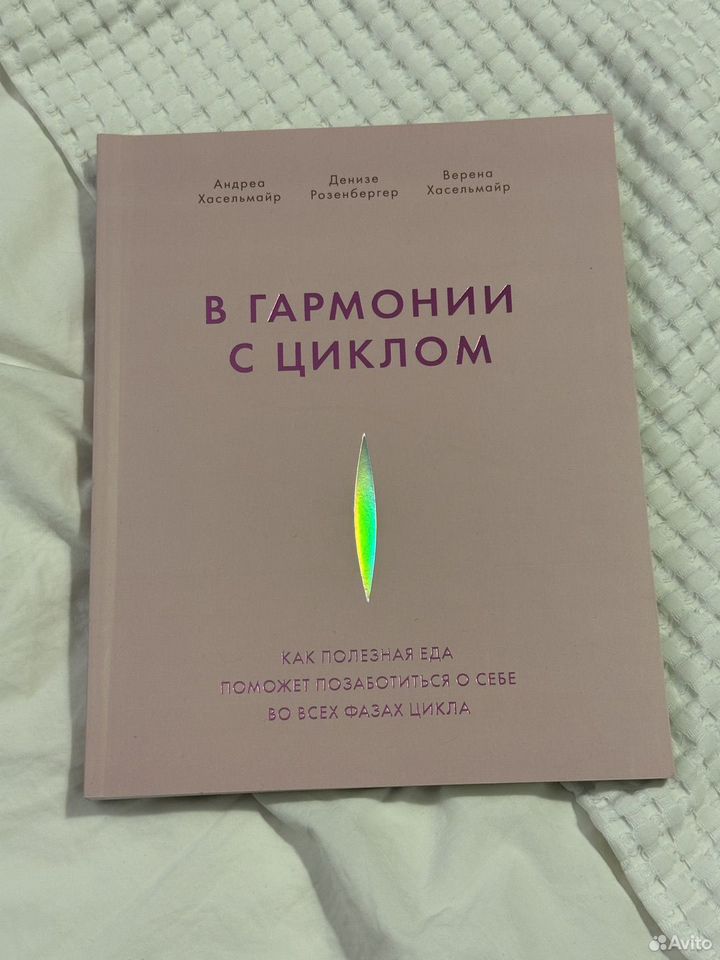 Андреа
Хасельмайр
Денизе
Розенбергер
Верена
Хасельмайр
В ГАРМОНИИ
С ЦИКЛОМ
КАК ПОЛЕЗНАЯ ЕДА
ПОМОЖЕТ ПОЗАБОТИТЬСЯ О СЕБЕ
ВО ВСЕХ ФАЗАХ ЦИКЛА
Avito